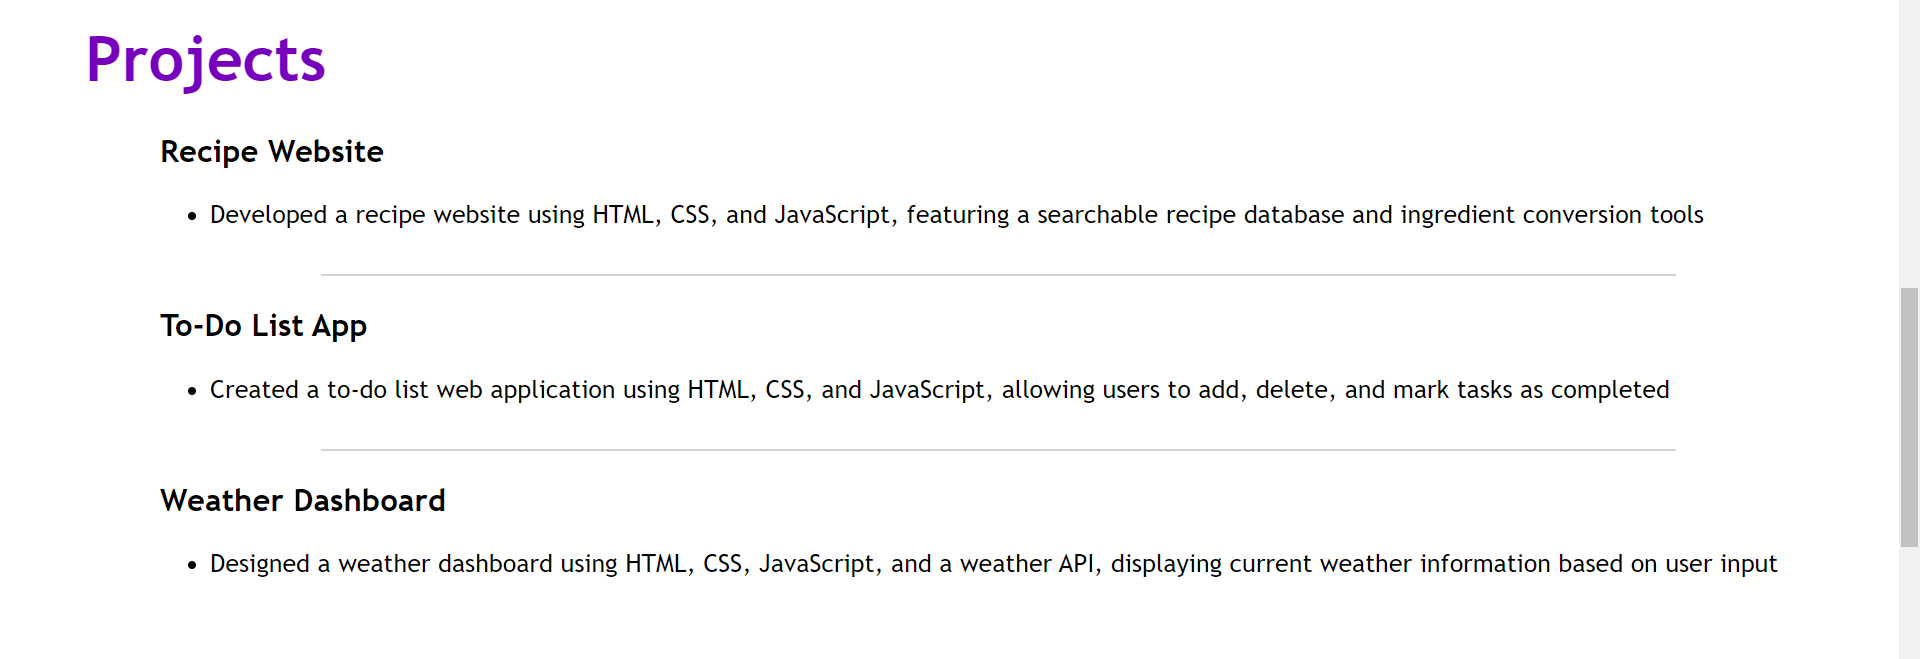 Projects
Recipe Website
• Developed a recipe website using HTML, CSS, and JavaScript, featuring a searchable recipe database and ingredient conversion tools
To-Do List App
• Created a to-do list web application using HTML, CSS, and JavaScript, allowing users to add, delete, and mark tasks as completed
Weather Dashboard
• Designed a weather dashboard using HTML, CSS, JavaScript, and a weather API, displaying current weather information based on user input